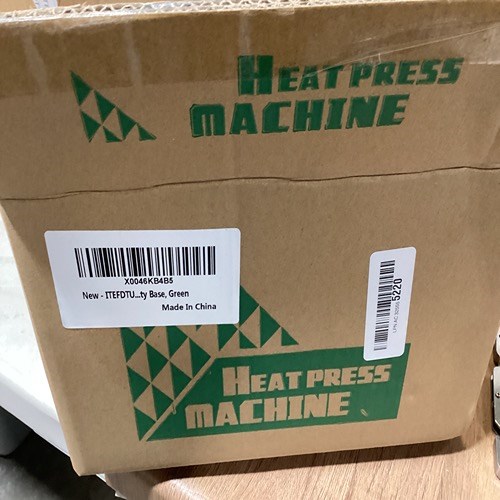 HEAT PRESS
MACHINE
X0046KB4B5
New - ITEFDTU...ty Base, Green
Made In China
5220
HEAT PRESS
MACHINE